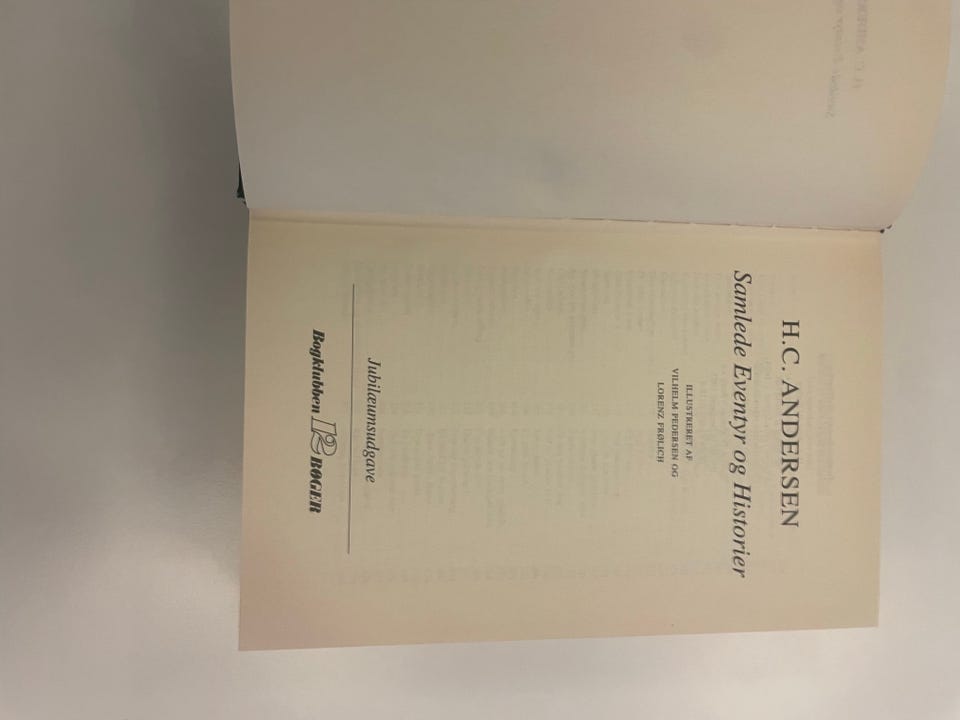 H.C. ANDERSEN
Samlede Eventyr og Historier
ILLUSTRERET AF
VILHELM PEDERSEN OG
LORENZ FRØLICH
Jubilæumsudgave
Bogklubben 12 BØGER